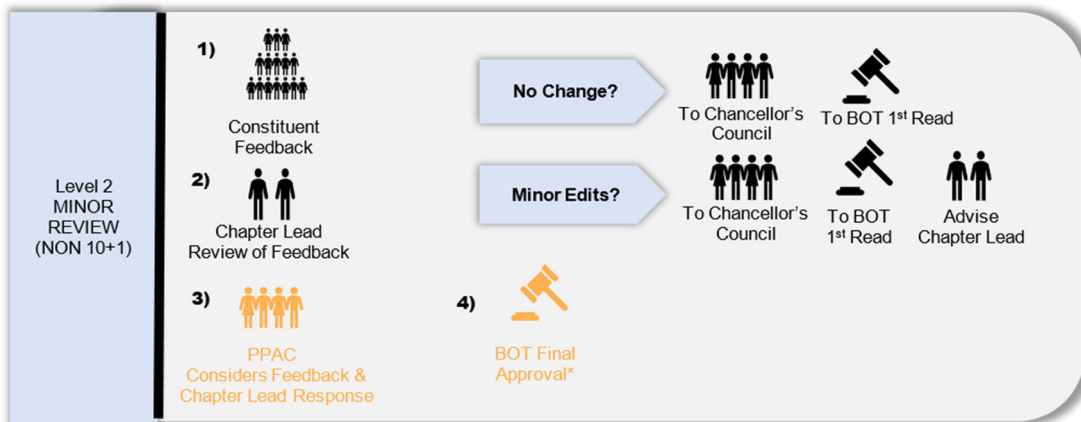 Level 2
MINOR
REVIEW
(NON 10+1)
1)
Constituent
Feedback
2)
Chapter Lead
Review of Feedback
3)
PPAC
Considers Feedback &
Chapter Lead Response
No Change?
To Chancellor's
Council
To BOT 1st Read
Minor Edits?
To Chancellor's
Council
To BOT
1st Read
Advise
Chapter Lead
4)
BOT Final
Approval*